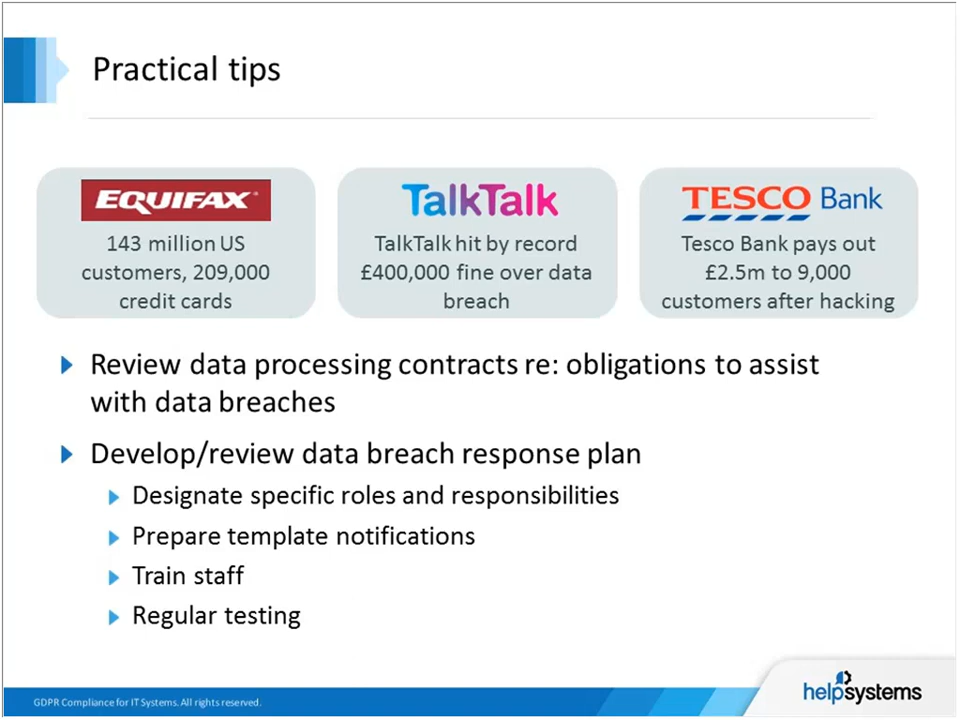 Practical tips
EQUIFAX
143 million US
customers, 209,000
credit cards
TalkTalk
TalkTalk hit by record
£400,000 fine over data
breach
TESCO Bank
Tesco Bank pays out
£2.5m to 9,000
customers after hacking
Review data processing contracts re: obligations to assist
with data breaches
Develop/review data breach response plan
Designate specific roles and responsibilities
Prepare template notifications
Train staff
Regular testing
GDPR Compliance for IT Systems. All rights reserved.
helpsystems